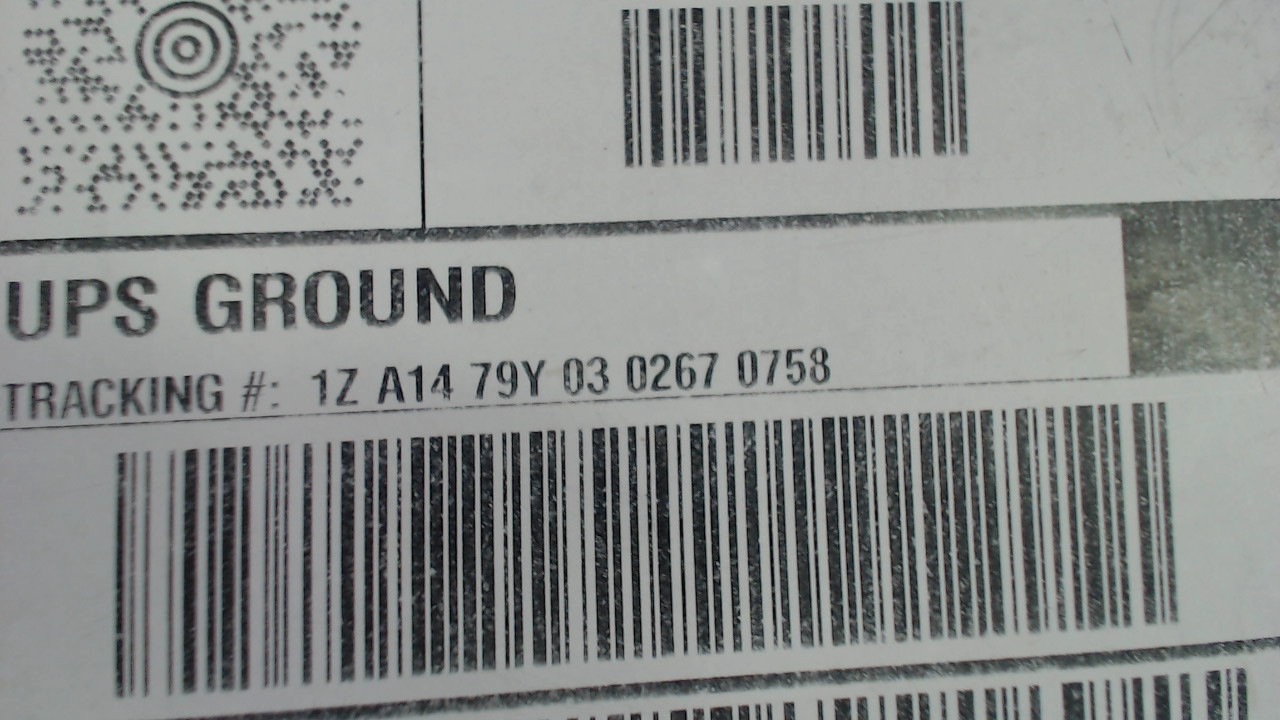 UPS GROUND
TRACKING #: 1Z A14 79Y 03 0267 0758